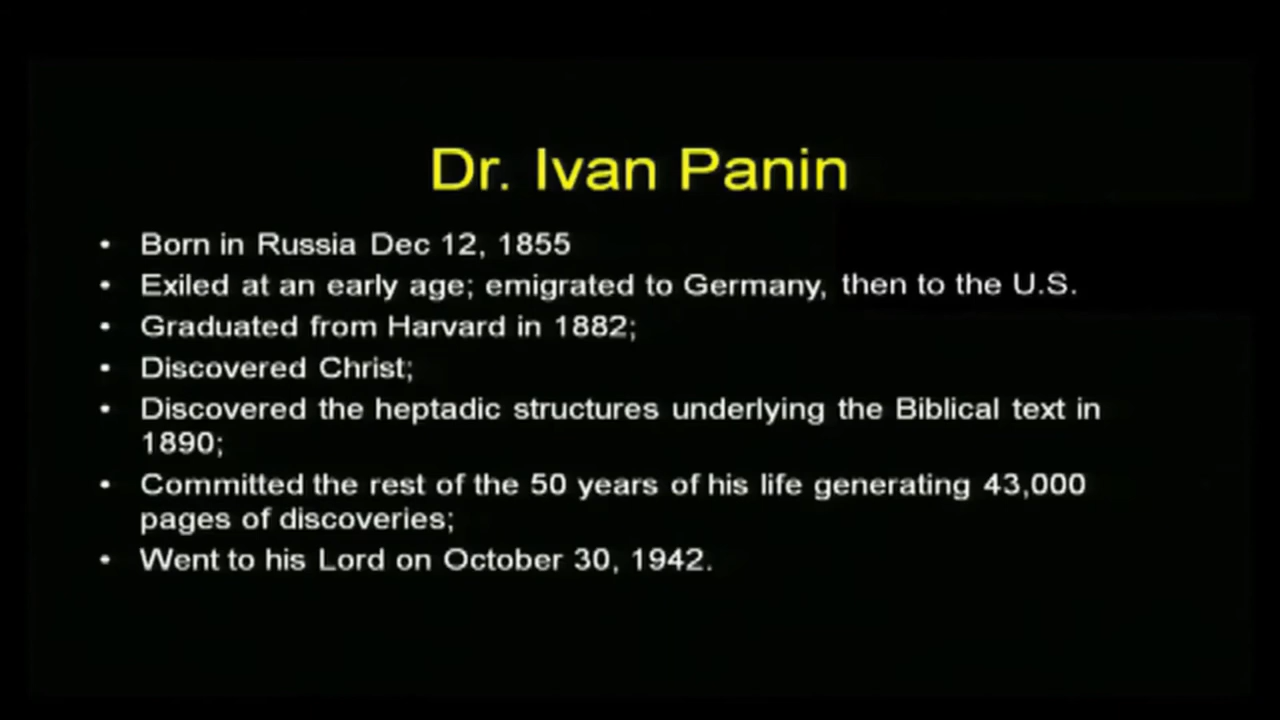 Dr. Ivan Panin
• Born in Russia Dec 12, 1855
• Exiled at an early age; emigrated to Germany, then to the U.S.
• Graduated from Harvard in 1882;
• Discovered Christ;
• Discovered the heptadic structures underlying the Biblical text in
1890;
• Committed the rest of the 50 years of his life generating 43,000
pages of discoveries;
• Went to his Lord on October 30, 1942.